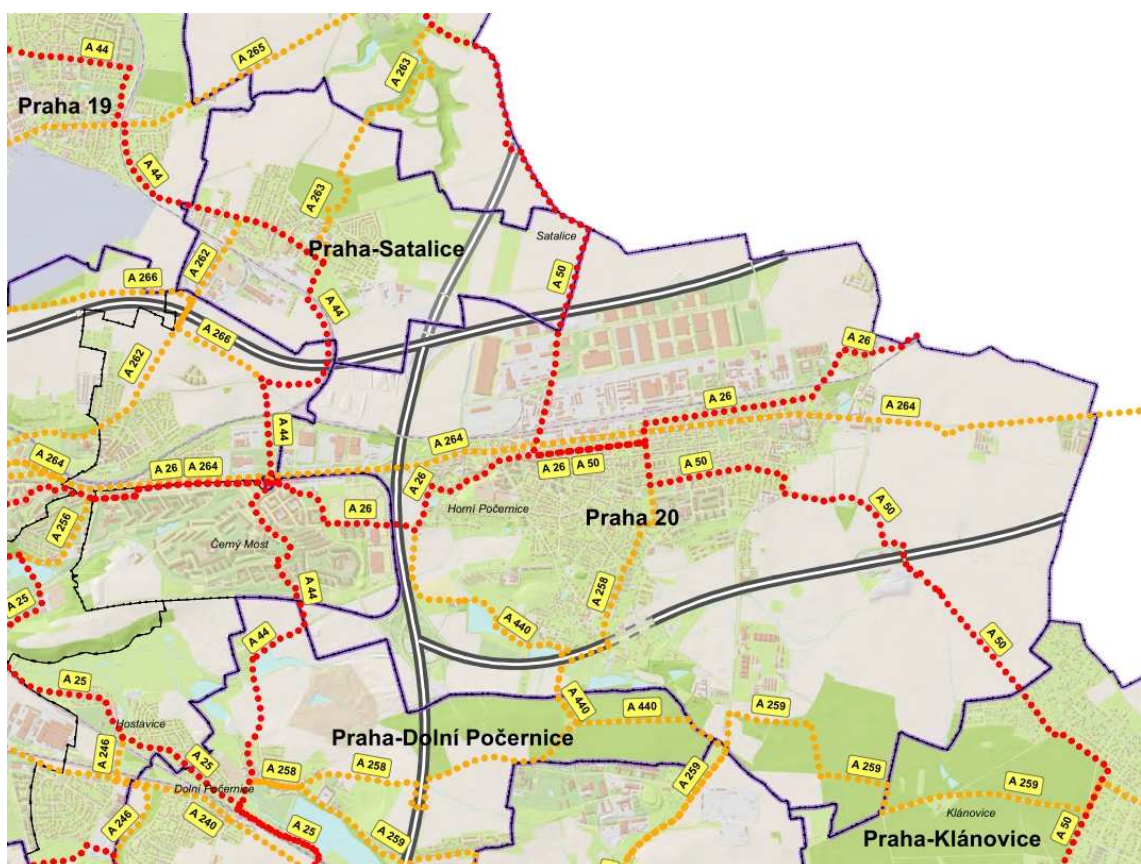 A 44
A 265
A 263
Praha 19
A 44
A 263
Praha-Satalice
Satalice
A 262
A 266
A 50
A 44
A 266
A 262
A 26
A 26
A 264
A 44
A 264
A 264
A 26
A 264
A 26
A 26
A 50
A 50
A 256
A 26
Horní Počernice
Praha 20
A 50
Černý Most
A 25
A 44
A 258
A 440
A 44
A 50
A 25
A 440
A 440
A 259
Hostavice
Praha-Dolní Počernice
A 246
A 25
A 258
A 258
A 259
A 259
A 259
Dolní Počernice
Klánovice
A 246
A 240
A 25
A 259
Praha-Klánovice
A 50